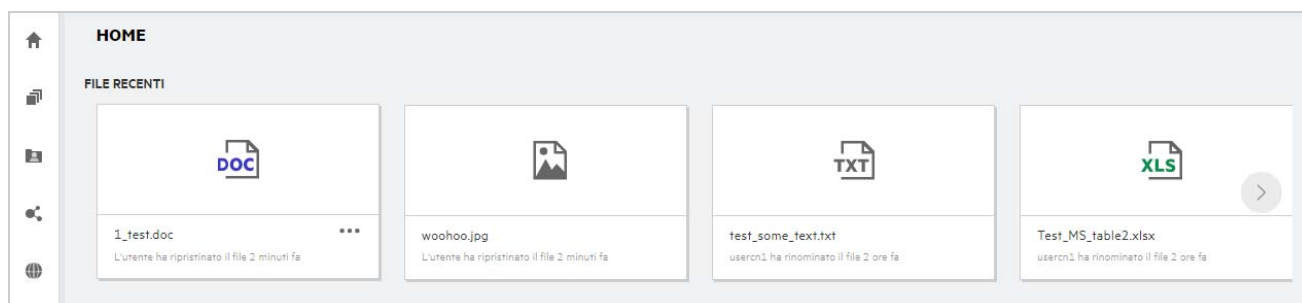 HOME
FILE RECENTI
DOC
TXT
XLS
1_test.doc
L'utente ha ripristinato il file 2 minuti fa
woohoo.jpg
L'utente ha ripristinato il file 2 minuti fa
test_some_text.txt
usercn1 ha rinominato il file 2 ore fa
Test_MS_table2.xlsx
usercn1 ha rinominato il file 2 ore fa